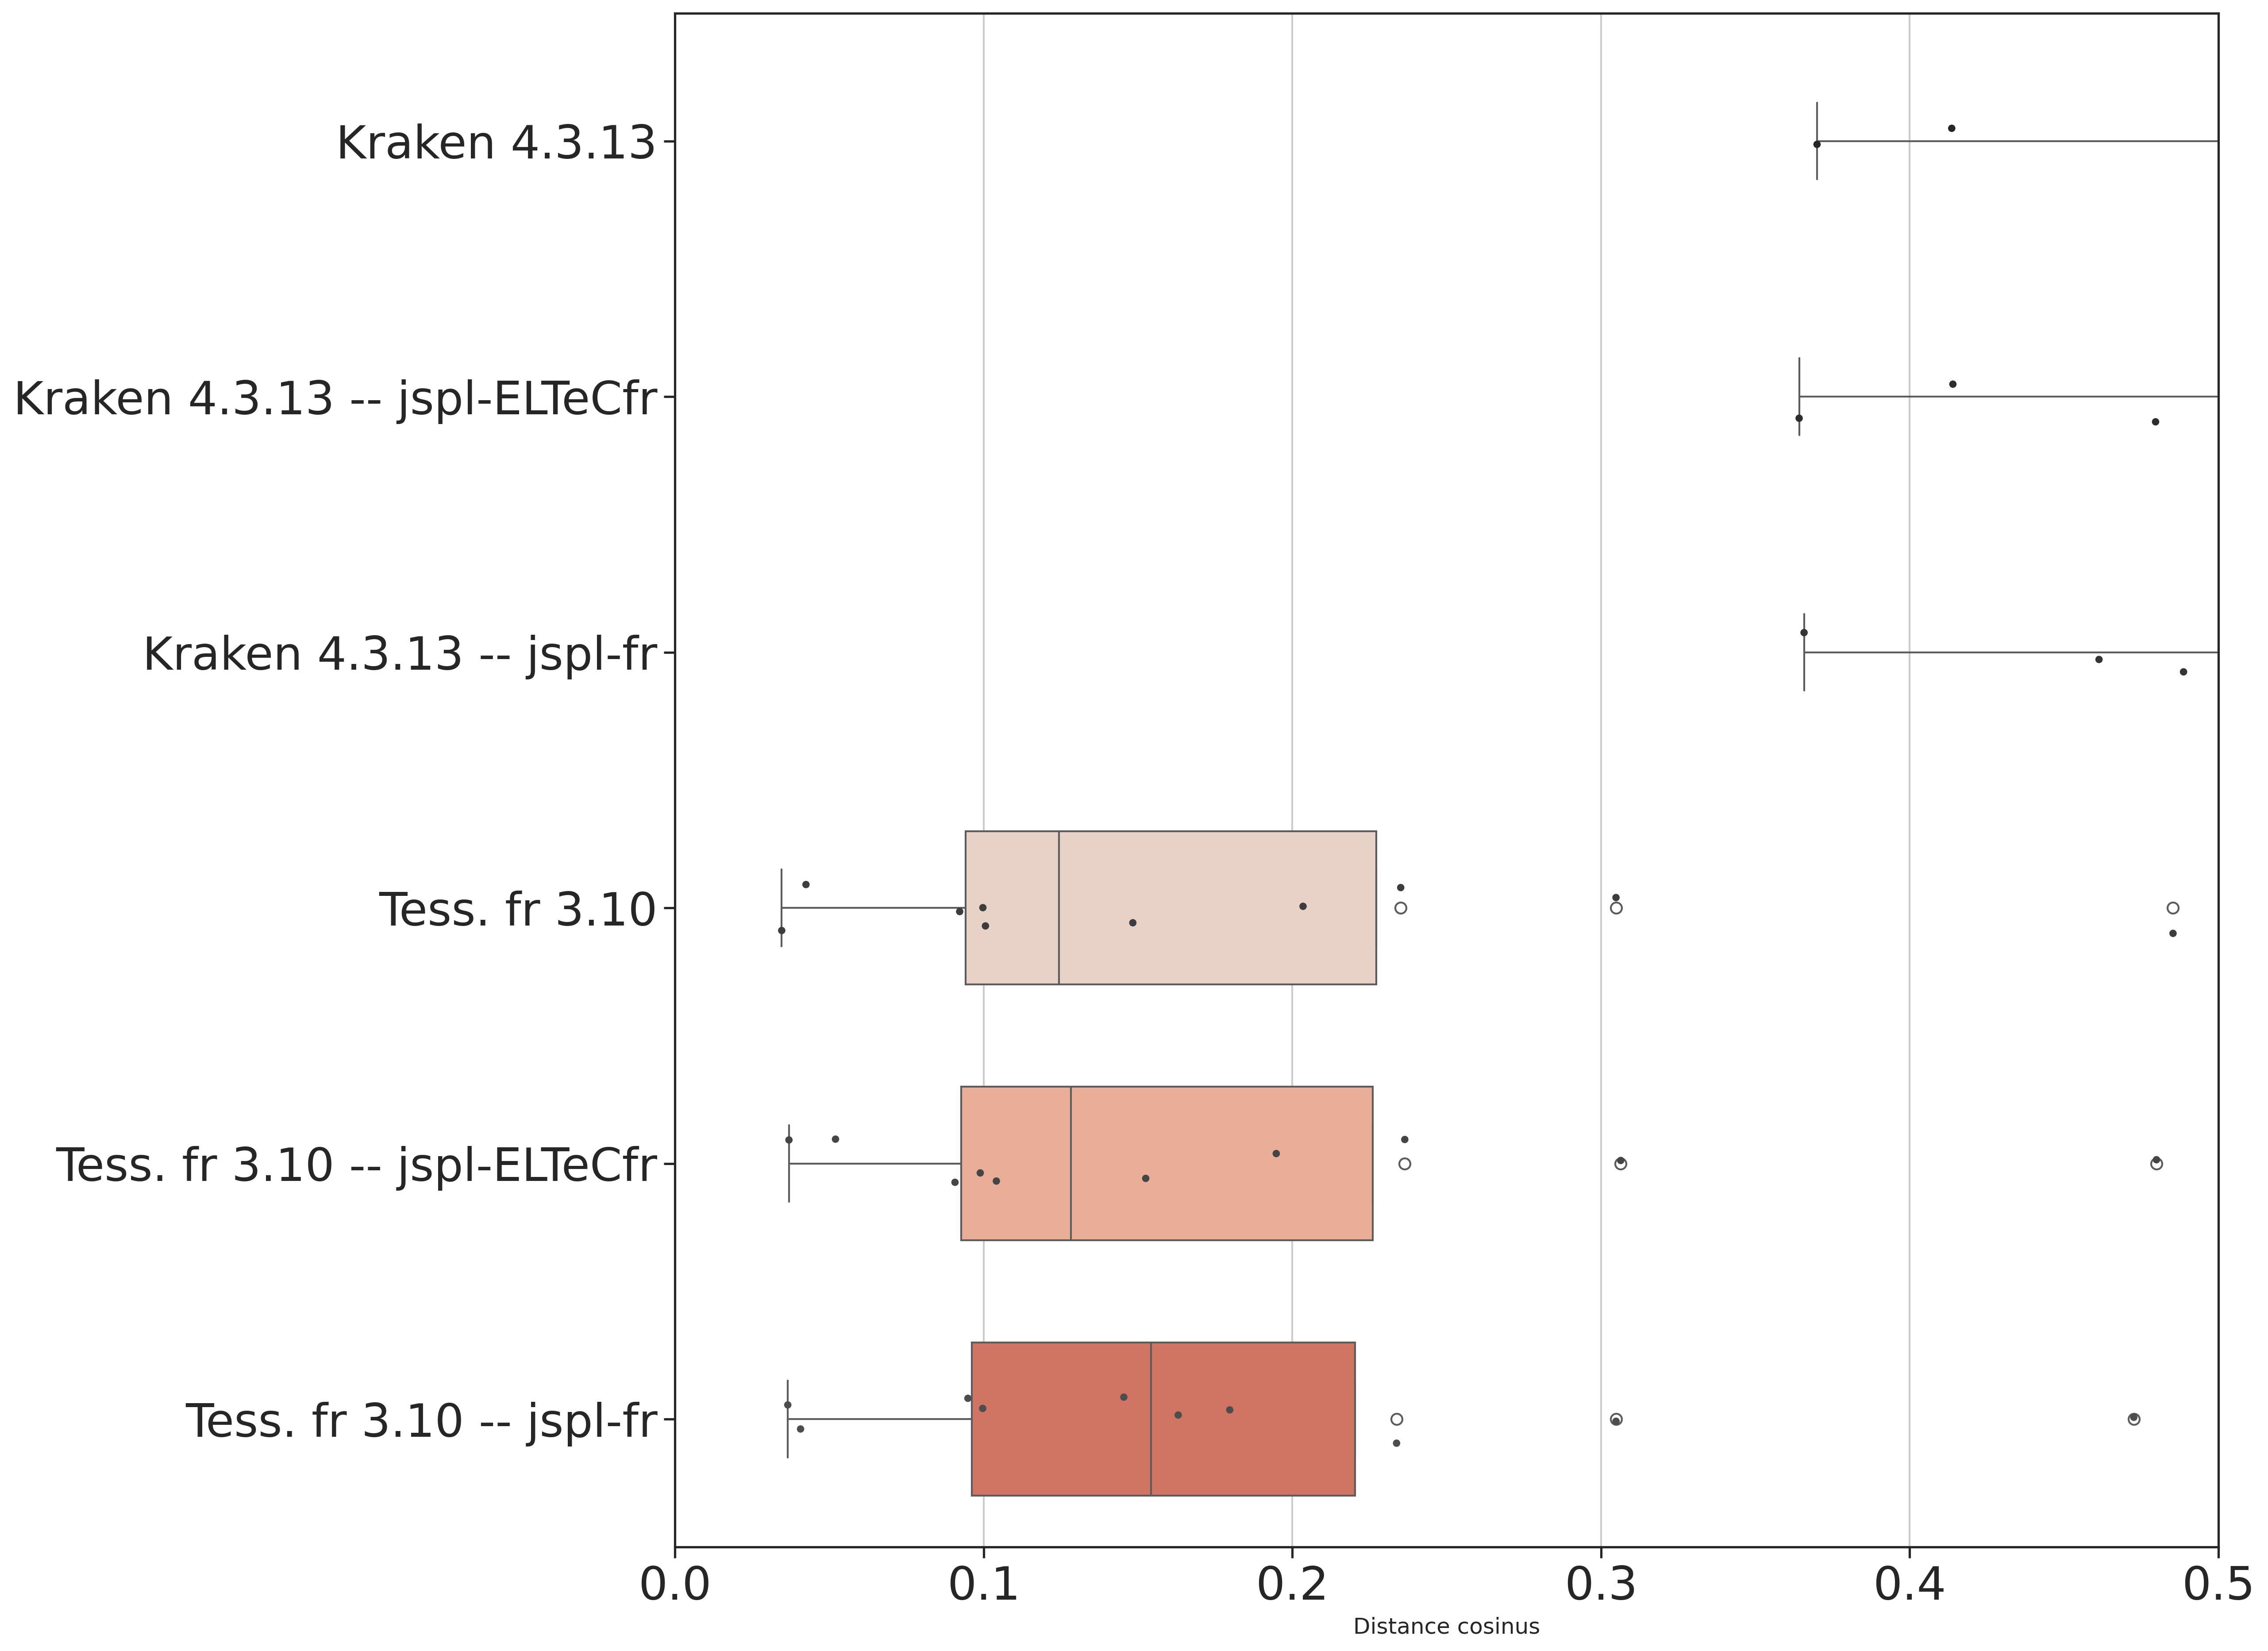 Kraken 4.3.13
Kraken 4.3.13 -- jspl-ELTeCfr
Kraken 4.3.13 -- jspl-fr
Tess. fr 3.10
Tess. fr 3.10 -- jspl-ELTeCfr
Tess. fr 3.10 -- jspl-fr
0.0 0.1 0.2 0.3 0.4 0.5
Distance cosinus